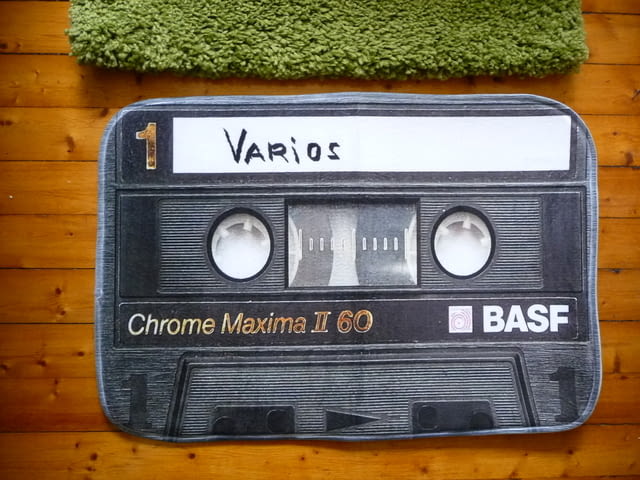 1 VARiOS
Chrome Maxima II 60 BASF
1 1